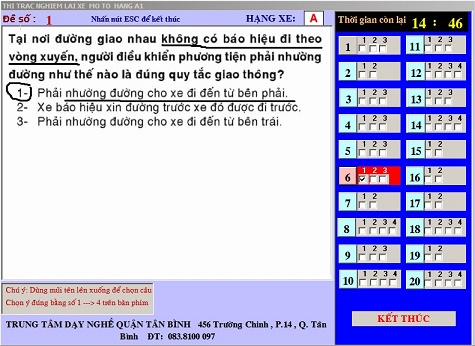 THI TRAC NGHIEM LAI XE MO TO HANG A1
Đề số : 1 Nhấn nút ESC để kết thúc HẠNG XE: A
Thời gian còn lại 14 : 46
Tại nơi đường giao nhau không có báo hiệu đi theo
vòng xuyến, người điều khiển phương tiện phải nhường
đường như thế nào là đúng quy tắc giao thông?
1- Phải nhường đường cho xe đi đến từ bên phải.
2- Xe báo hiệu xin đường trước xe đó được đi trước.
3- Phải nhường đường cho xe đi đến từ bên trái.
1 1 2 3
2 1 2
3 1 2 3
4 1 2 3
5 1 2
6 1 2 3
7 1 2
8 1 2 3 4
9 1 2 3
10 1 2 3 4
11 1 2 3
12 1 2 3 4
13 1 2 3
14 1 2 3 4
15 1 2
16 1 2
17 1 2 3
18 1 2 3 4
19 1 2
20 1 2 3 4
Chú ý: Dùng mũi tên lên xuống để chọn câu
Chọn ý đúng bằng số 1 ---> 4 trên bàn phím
KẾT THÚC
TRUNG TÂM DẠY NGHỀ QUẬN TÂN BÌNH 456 Trường Chinh , P.14 , Q. Tân
Bình ĐT: 083.8100 097